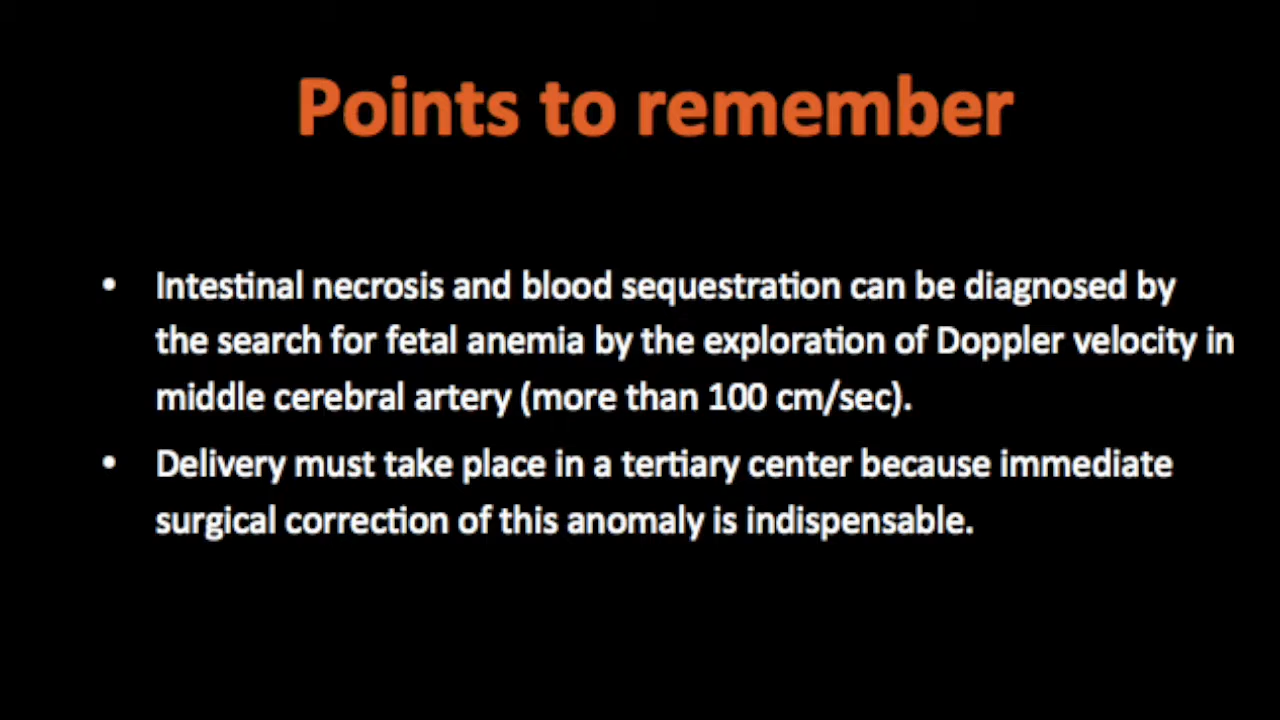 Points to remember
• Intestinal necrosis and blood sequestration can be diagnosed by
the search for fetal anemia by the exploration of Doppler velocity in
middle cerebral artery (more than 100 cm/sec).
• Delivery must take place in a tertiary center because immediate
surgical correction of this anomaly is indispensable.